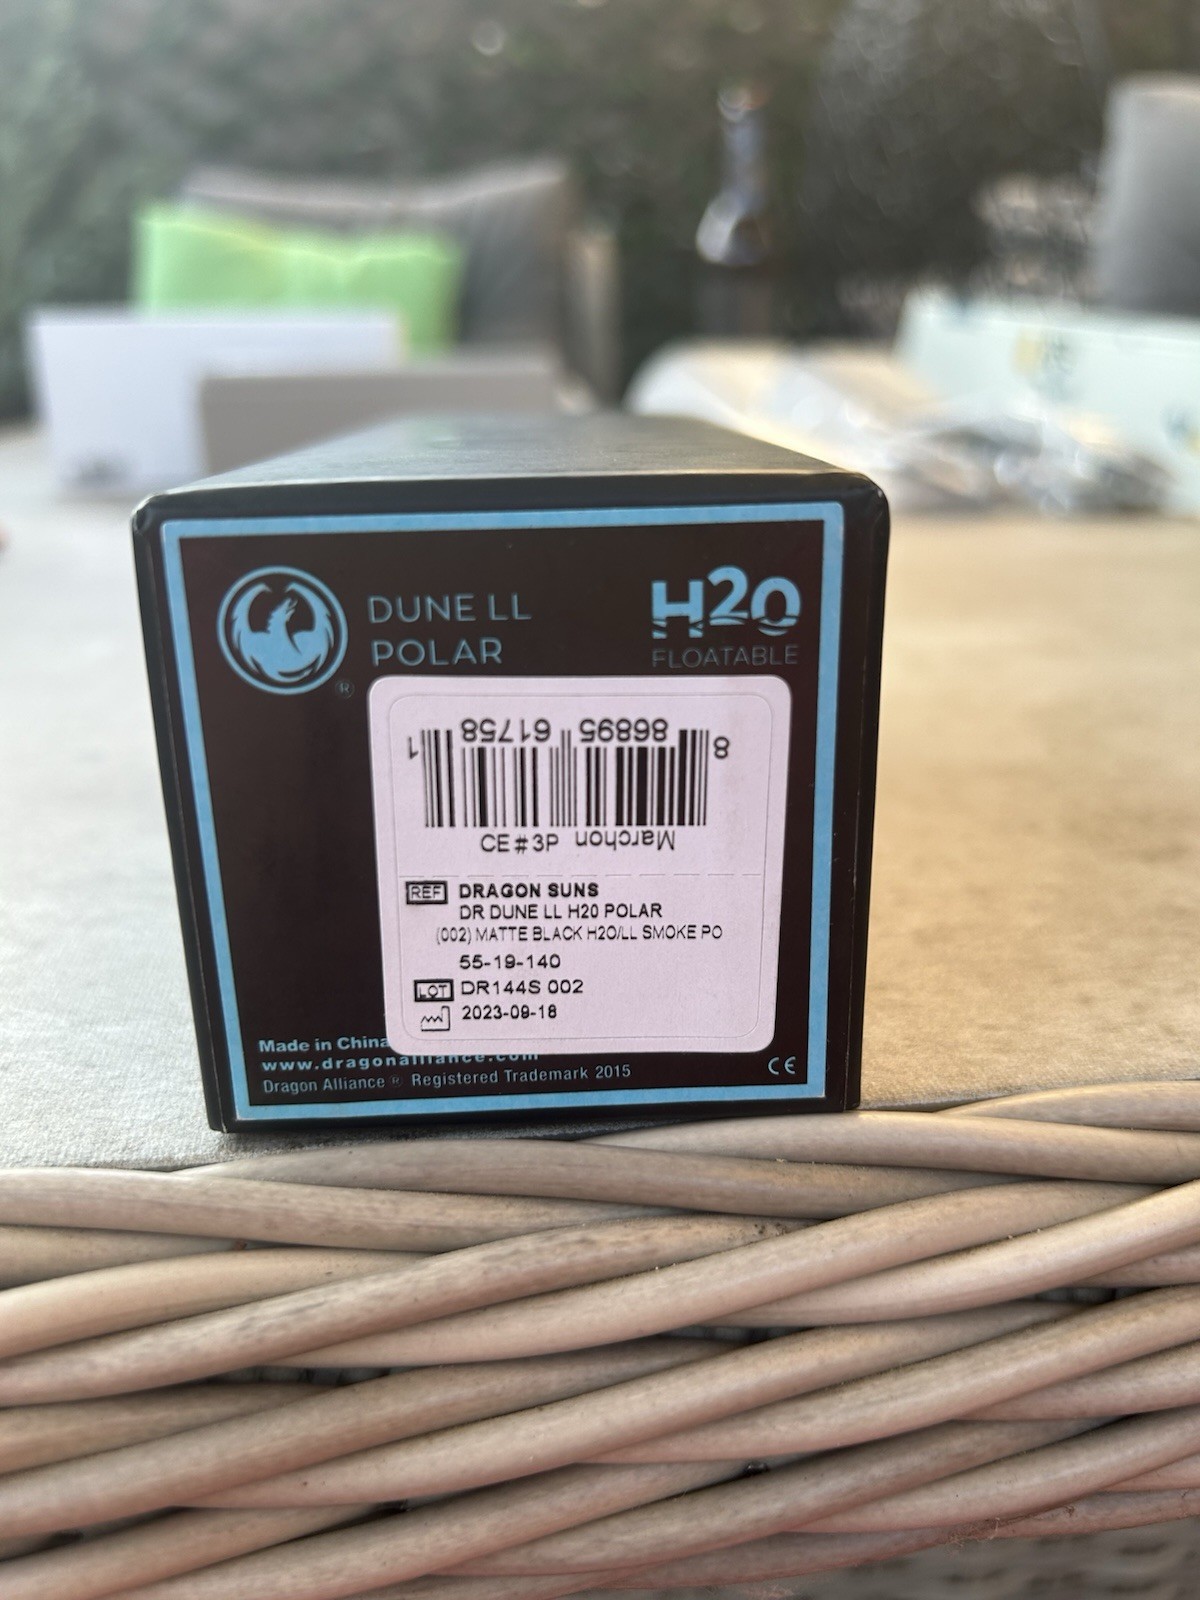 DUNE LL
POLAR
H2O
FLOATABLE
®
8 86895 61758 1
Marchon CE#3P
REF DRAGON SUNS
DR DUNE LL H20 POLAR
(002) MATTE BLACK H2O/LL SMOKE PO
55-19-140
LOT DR144S 002
2023-09-18
Made in China
www.dragonalliance.com
Dragon Alliance® Registered Trademark 2015
CE